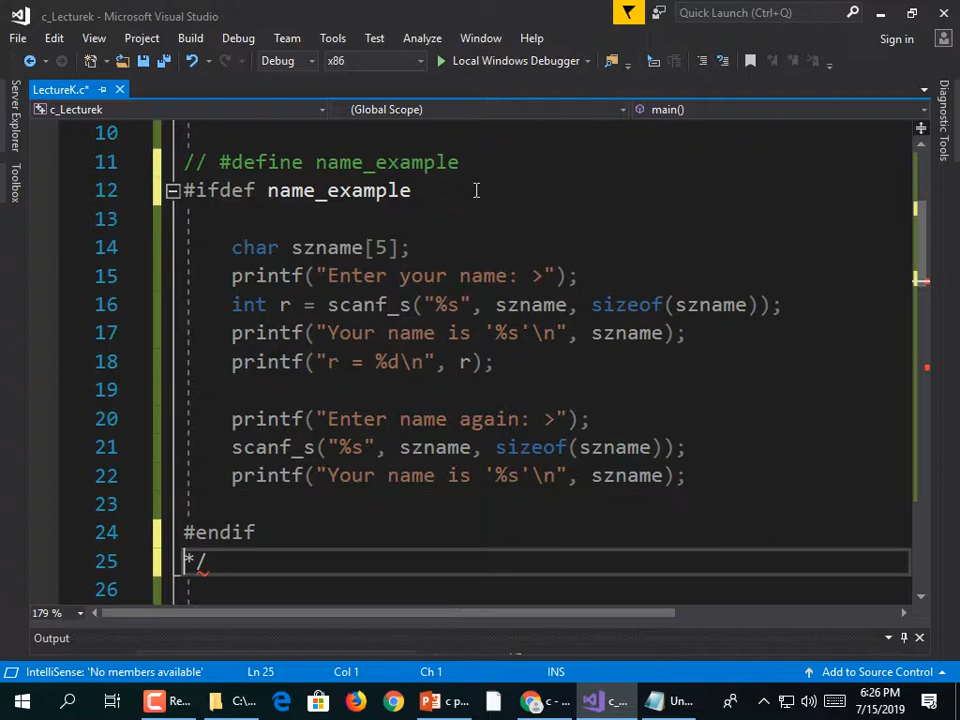 c_Lecturek - Microsoft Visual Studio
Quick Launch (Ctrl+Q)
File Edit View Project Build Debug Team Tools Test Analyze Window Help
Sign in
Debug x86 Local Windows Debugger
LectureK.c*
c_Lecturek (Global Scope) main()
Server Explorer
Toolbox
Diagnostic Tools
10
11 // #define name_example
12 #ifdef name_example
13
14 char szname[5];
15 printf("Enter your name: >");
16 int r = scanf_s("%s", szname, sizeof(szname));
17 printf("Your name is '%s'\n", szname);
18 printf("r = %d\n", r);
19
20 printf("Enter name again: >");
21 scanf_s("%s", szname, sizeof(szname));
22 printf("Your name is '%s'\n", szname);
23
24 #endif
25 */
26
179 %
Output
IntelliSense: 'No members available' Ln 25 Col 1 Ch 1 INS Add to Source Control
Re... C:\... c p... c - ... c_... Un...
6:26 PM
7/15/2019